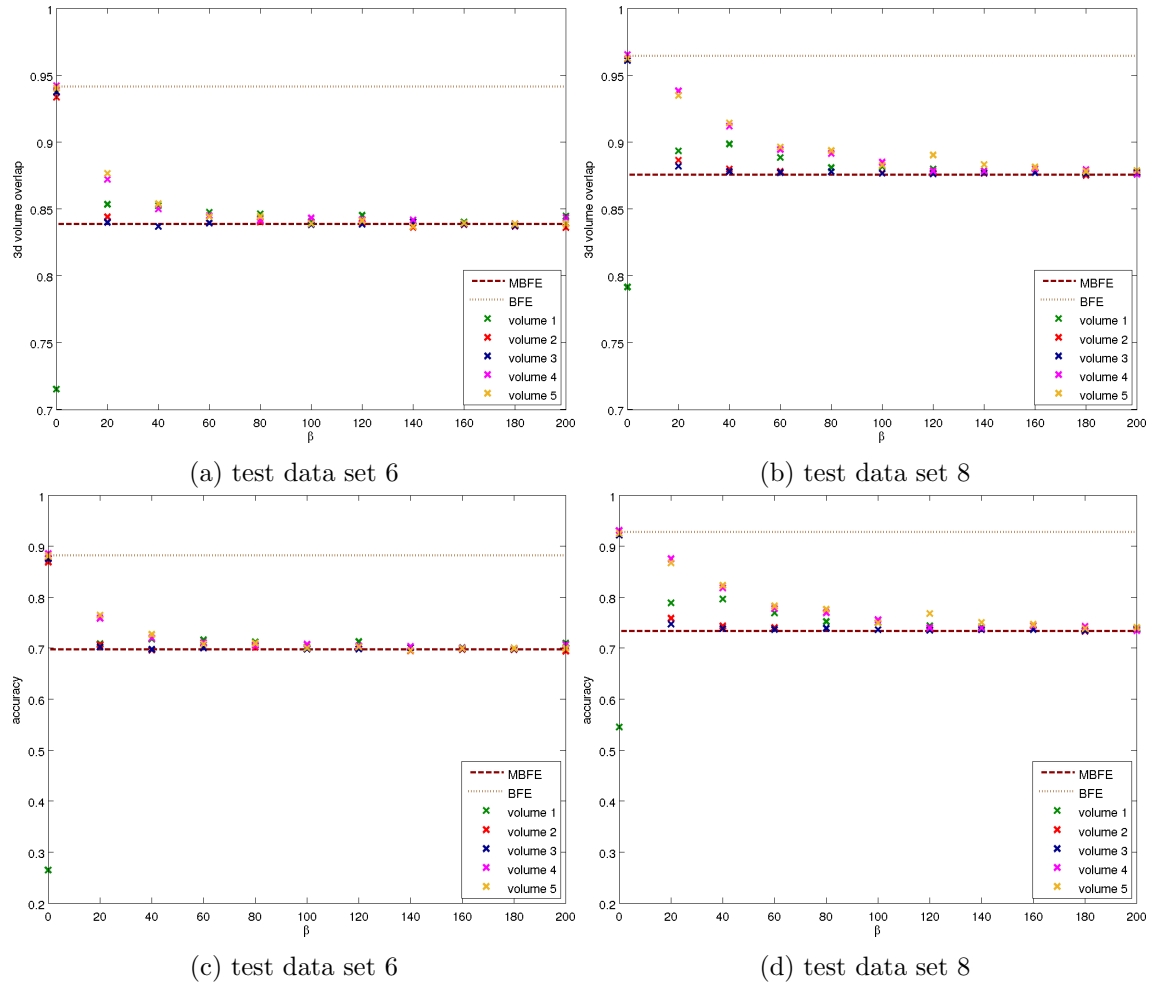 1
0.95
0.9
0.85
0.8
0.75
0.7
3d volume overlap
0 20 40 60 80 100 120 140 160 180 200
β
MBFE
BFE
volume 1
volume 2
volume 3
volume 4
volume 5
(a) test data set 6
1
0.95
0.9
0.85
0.8
0.75
0.7
3d volume overlap
0 20 40 60 80 100 120 140 160 180 200
β
MBFE
BFE
volume 1
volume 2
volume 3
volume 4
volume 5
(b) test data set 8
1
0.9
0.8
0.7
0.6
0.5
0.4
0.3
0.2
accuracy
0 20 40 60 80 100 120 140 160 180 200
β
MBFE
BFE
volume 1
volume 2
volume 3
volume 4
volume 5
(c) test data set 6
1
0.9
0.8
0.7
0.6
0.5
0.4
0.3
0.2
accuracy
0 20 40 60 80 100 120 140 160 180 200
β
MBFE
BFE
volume 1
volume 2
volume 3
volume 4
volume 5
(d) test data set 8